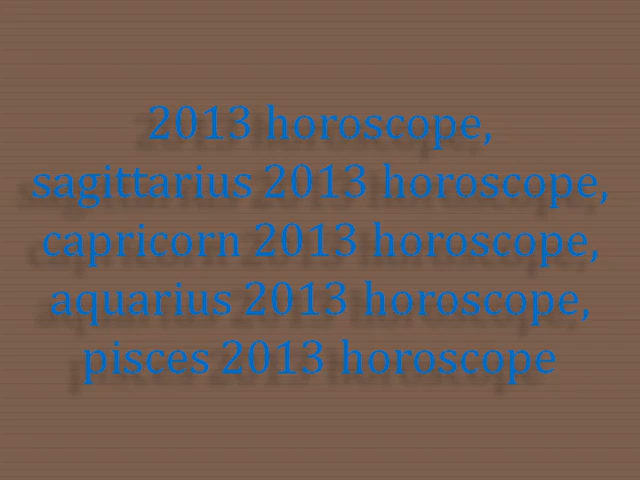 2013 horoscope,
sagittarius 2013 horoscope,
capricorn 2013 horoscope,
aquarius 2013 horoscope,
pisces 2013 horoscope